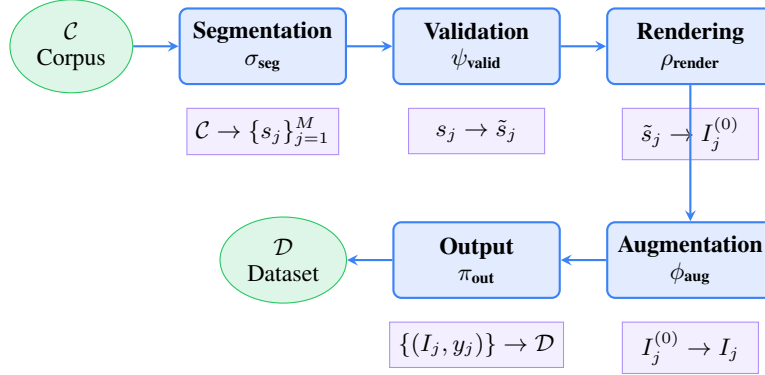 𝒞
Corpus
Segmentation
σ_seg
Validation
ψ_valid
Rendering
ρ_render
𝒞 → {s_j}_{j=1}^{M}
s_j → s̃_j
s̃_j → I_j^{(0)}
𝒟
Dataset
Output
π_out
Augmentation
ϕ_aug
{(I_j, y_j)} → 𝒟
I_j^{(0)} → I_j